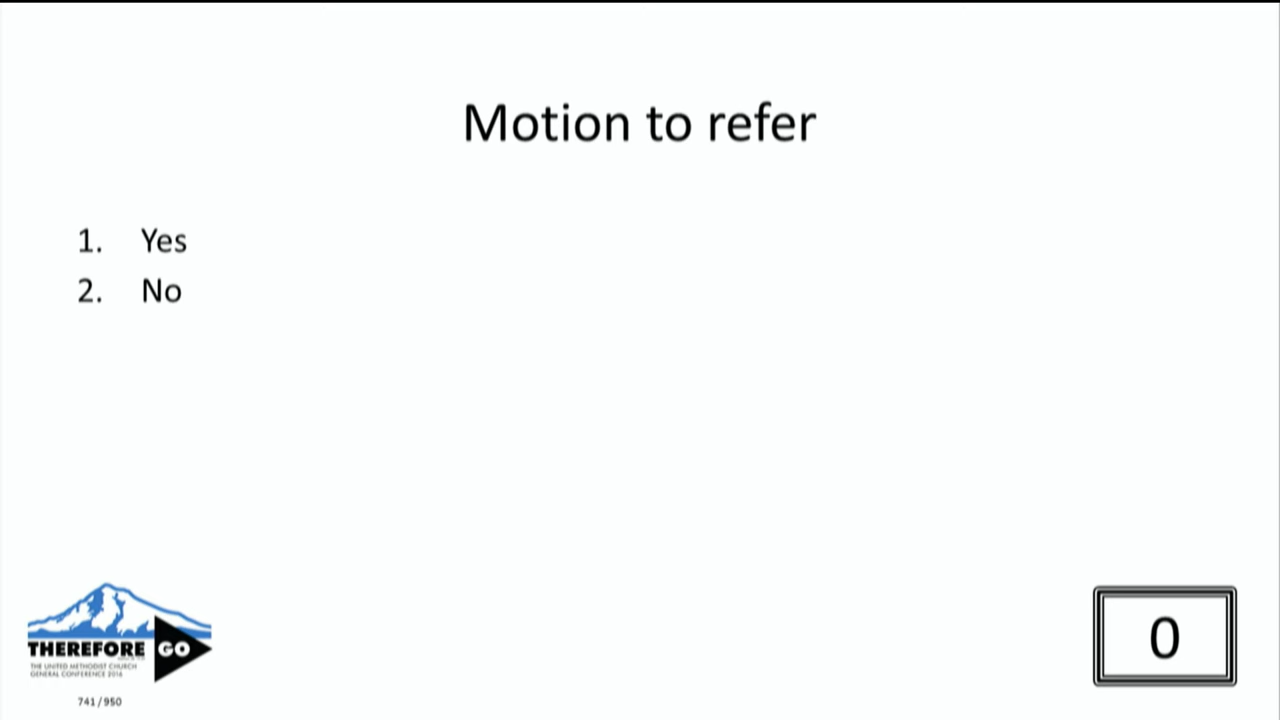 Motion to refer
1. Yes
2. No
THEREFORE GO
THE UNITED METHODIST CHURCH
GENERAL CONFERENCE 2016
741/950
0